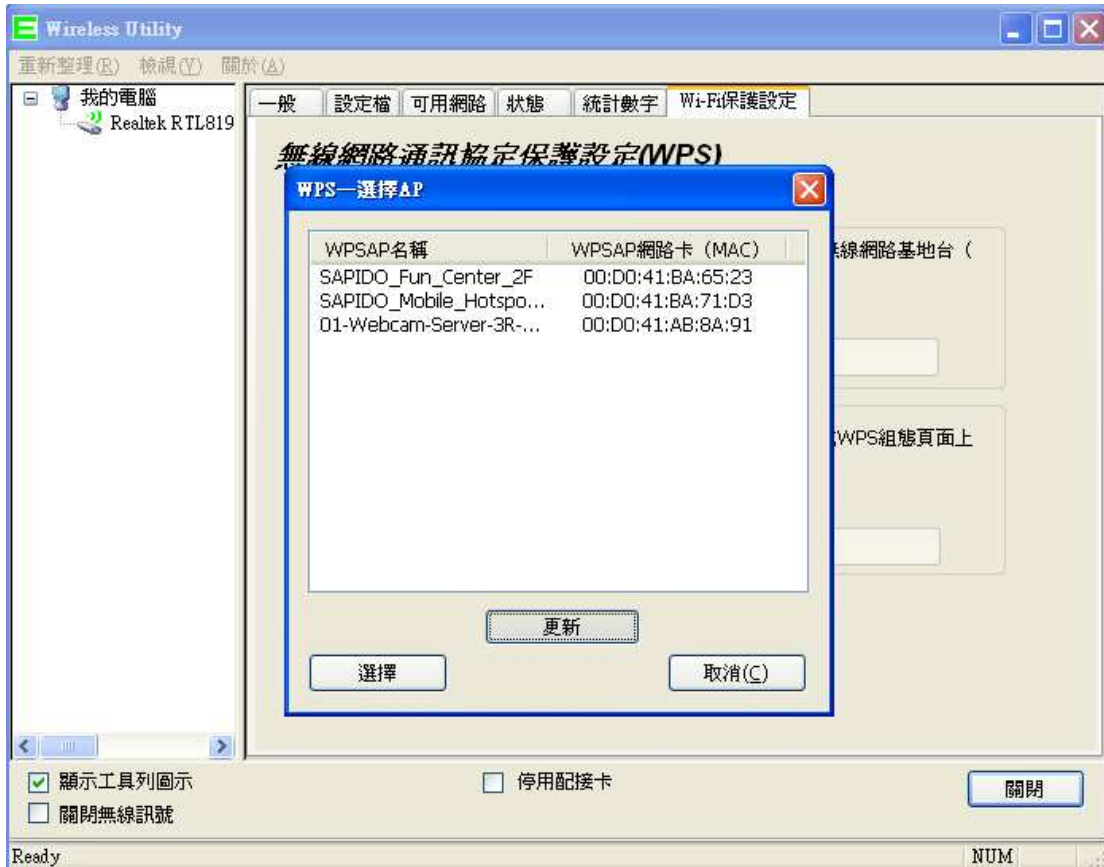 Wireless Utility
重新整理(R) 檢視(V) 關於(A)
我的電腦
Realtek RTL819
一般 設定檔 可用網路 狀態 統計數字 Wi-Fi保護設定
無線網路通訊協定保護設定(WPS)
WPS—選擇AP
WPSAP名稱 WPSAP網路卡 (MAC)
SAPIDO_Fun_Center_2F 00:D0:41:BA:65:23
SAPIDO_Mobile_Hotspo... 00:D0:41:BA:71:D3
01-Webcam-Server-3R-... 00:D0:41:AB:8A:91
線網路基地台 (
WPS組態頁面上
更新
選擇 取消(C)
顯示工具列圖示 停用配接卡 關閉
關閉無線訊號
Ready NUM